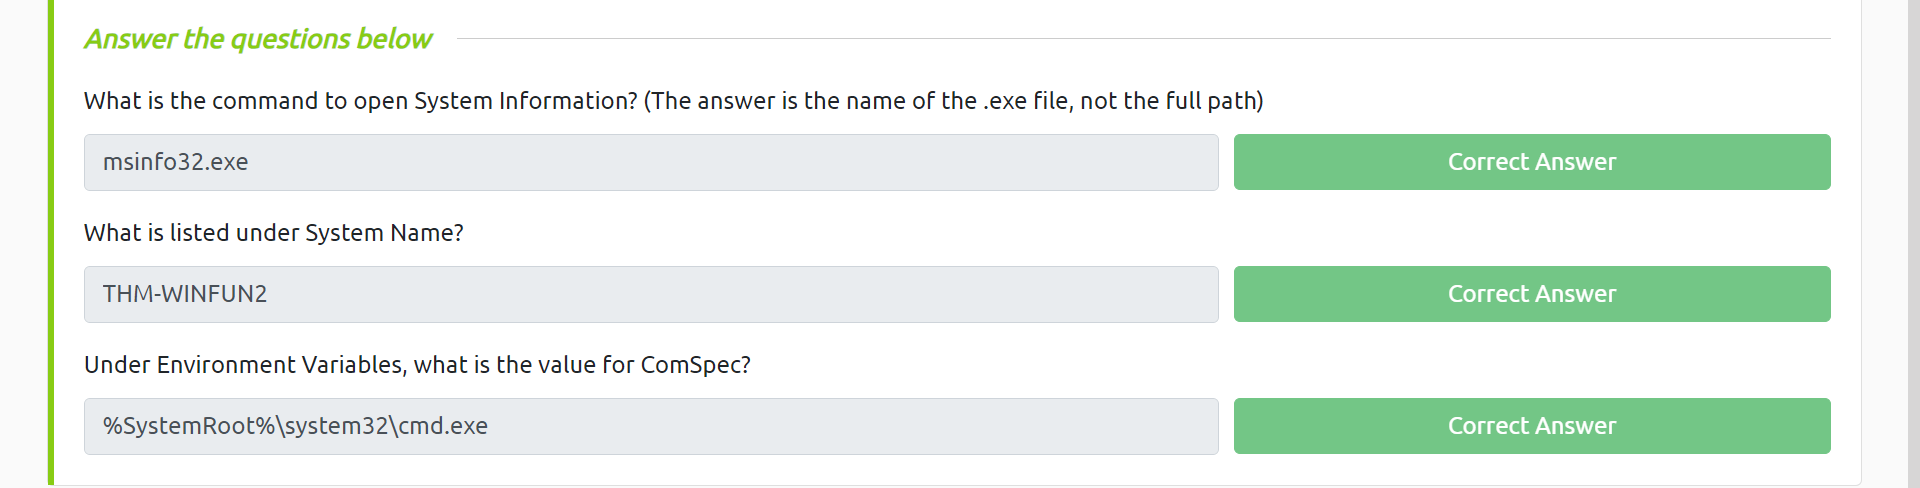 Answer the questions below
What is the command to open System Information? (The answer is the name of the .exe file, not the full path)
msinfo32.exe
Correct Answer
What is listed under System Name?
THM-WINFUN2
Correct Answer
Under Environment Variables, what is the value for ComSpec?
%SystemRoot%\system32\cmd.exe
Correct Answer